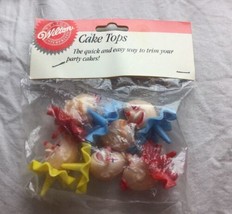 WILTON
Cake Tops
The quick and easy way to trim your
party cakes!